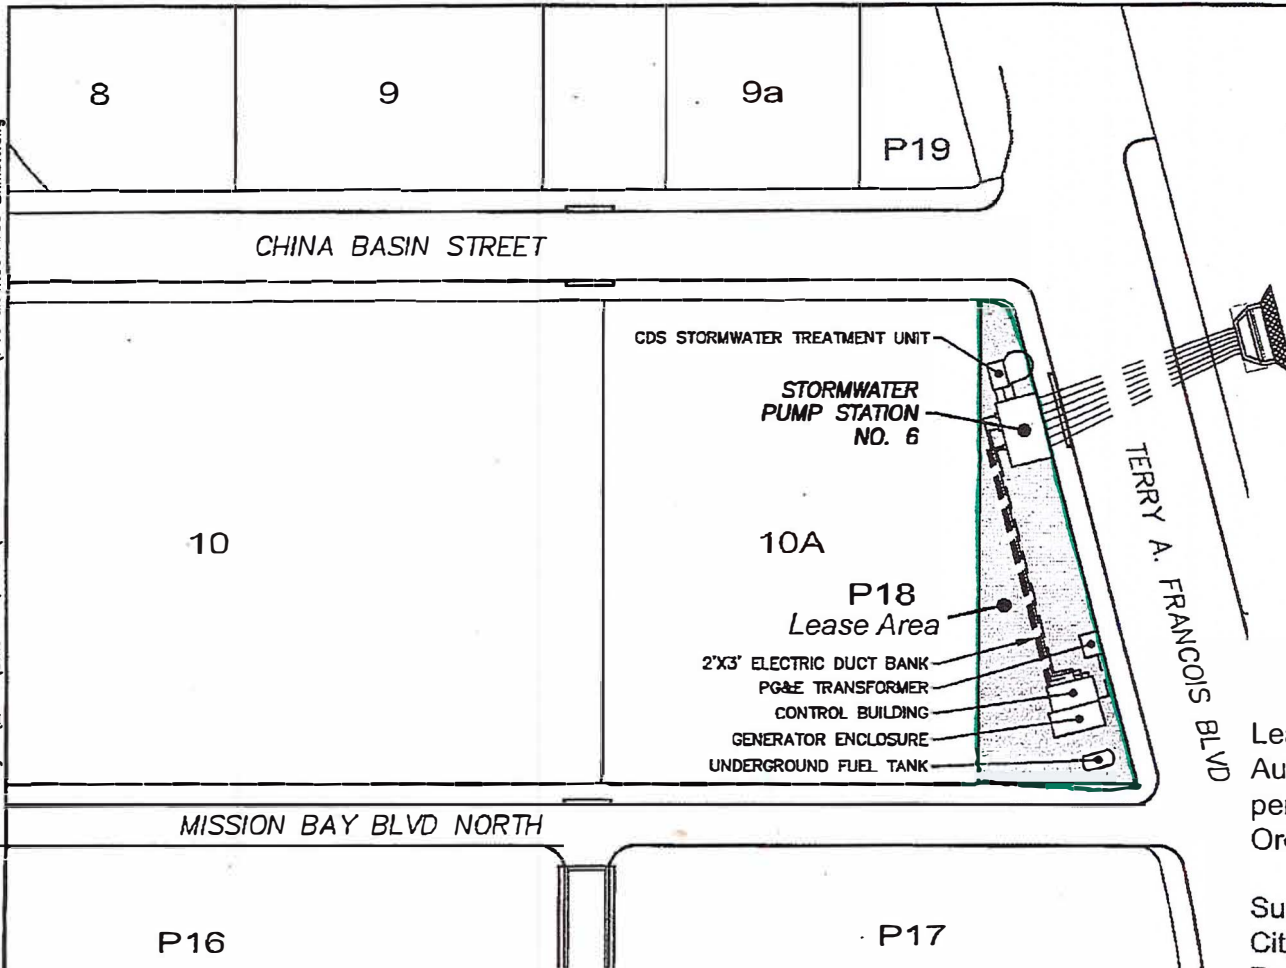 8
9
9a
P19
CHINA BASIN STREET
CDS STORMWATER TREATMENT UNIT
STORMWATER
PUMP STATION
NO. 6
TERRY A. FRANCOIS BLVD
10
10A
P18
Lease Area
2'X3' ELECTRIC DUCT BANK
PG&E TRANSFORMER
CONTROL BUILDING
GENERATOR ENCLOSURE
UNDERGROUND FUEL TANK
MISSION BAY BLVD NORTH
P16
P17